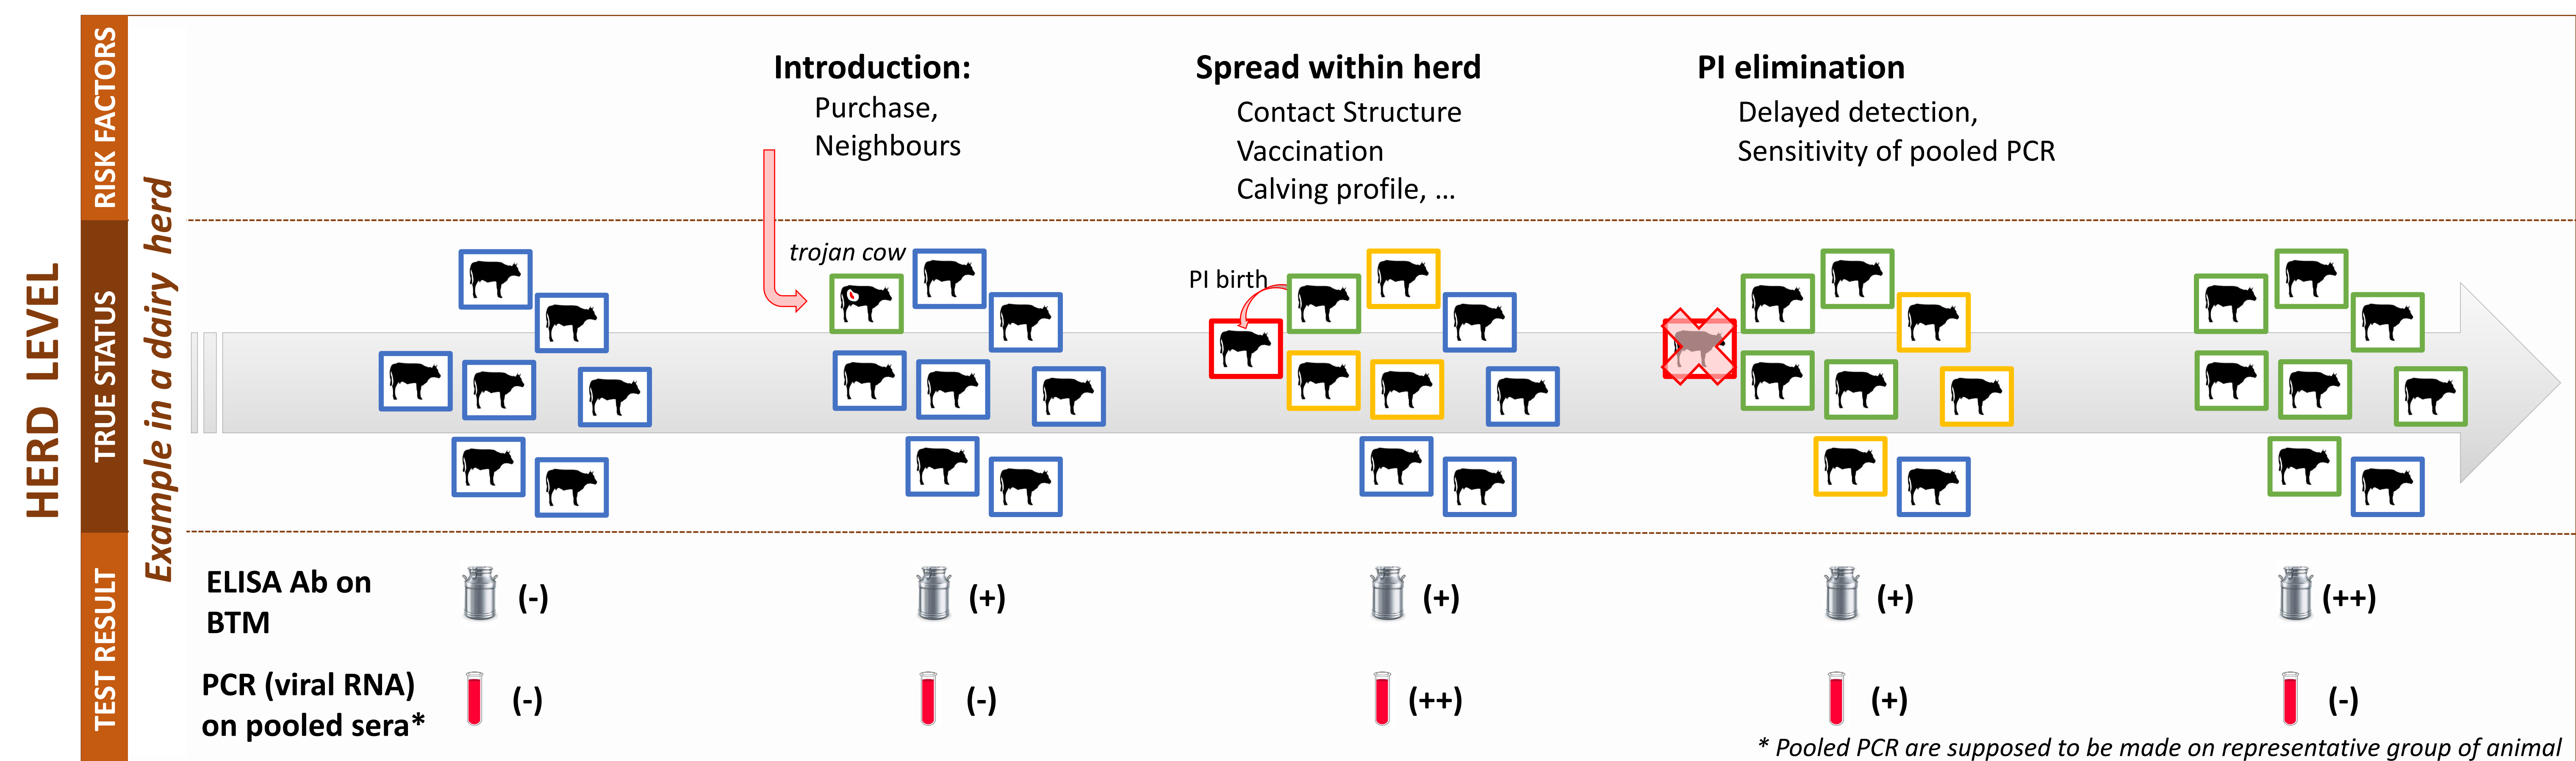 HERD LEVEL
RISK FACTORS
TRUE STATUS
TEST RESULT
Example in a dairy herd
Introduction:
Purchase,
Neighbours
Spread within herd
Contact Structure
Vaccination
Calving profile, ...
PI elimination
Delayed detection,
Sensitivity of pooled PCR
trojan cow
PI birth
ELISA Ab on
BTM
(-)
(+)
(+)
(+)
(++)
PCR (viral RNA)
on pooled sera*
(-)
(-)
(++)
(+)
(-)
* Pooled PCR are supposed to be made on representative group of animal